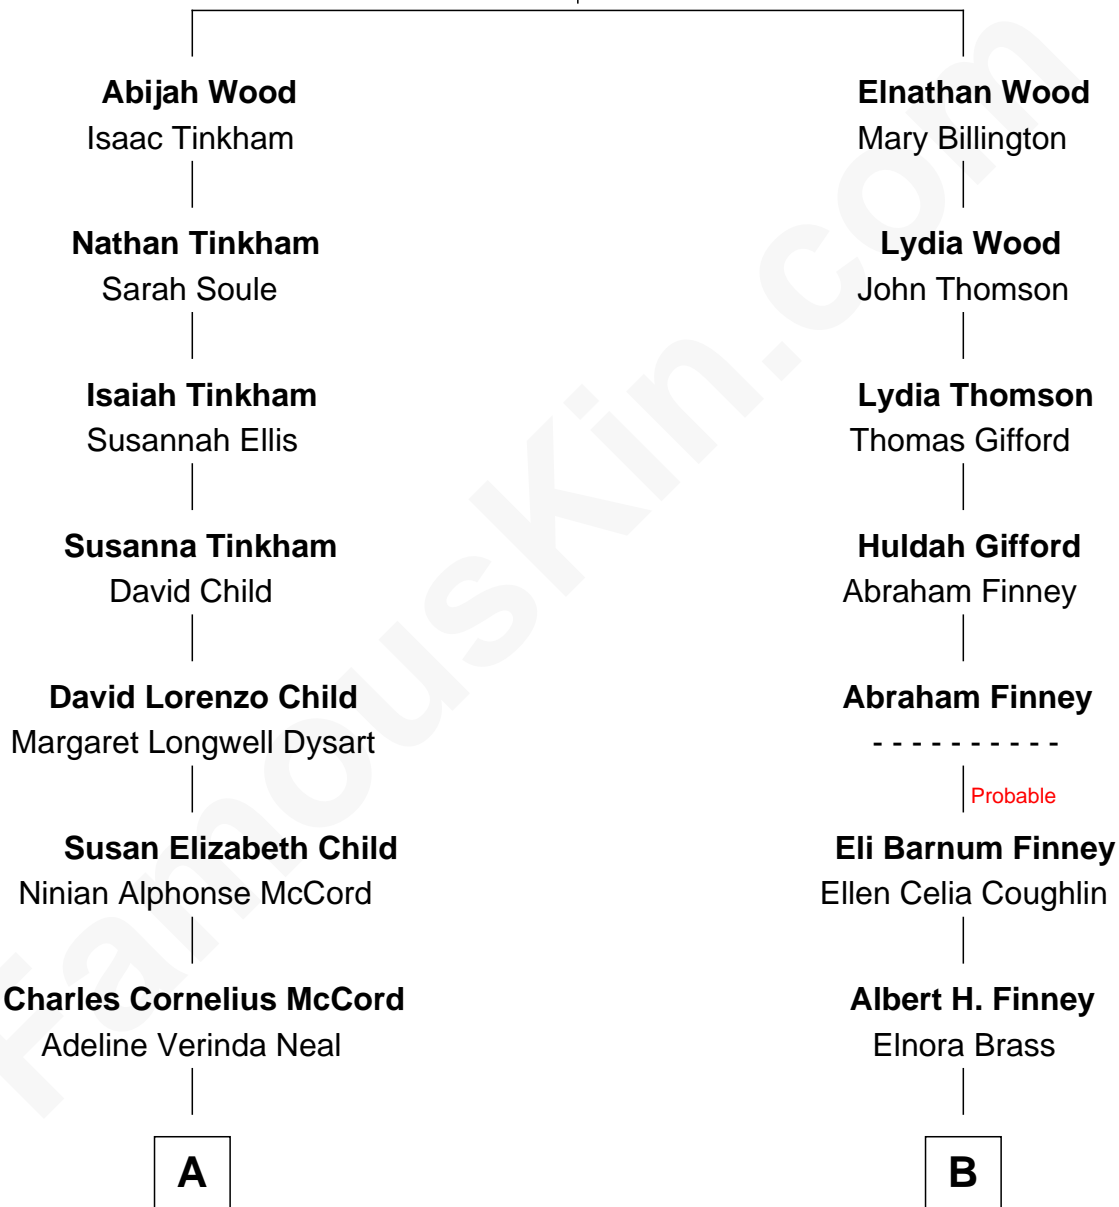 Abijah Wood
Isaac Tinkham
Nathan Tinkham
Sarah Soule
Isaiah Tinkham
Susannah Ellis
Susanna Tinkham
David Child
David Lorenzo Child
Margaret Longwell Dysart
Susan Elizabeth Child
Ninian Alphonse McCord
Charles Cornelius McCord
Adeline Verinda Neal
A
Elnathan Wood
Mary Billington
Lydia Wood
John Thomson
Lydia Thomson
Thomas Gifford
Huldah Gifford
Abraham Finney
Abraham Finney
- - - - - - - - - -
Probable
Eli Barnum Finney
Ellen Celia Coughlin
Albert H. Finney
Elnora Brass
B
FamousKin.com